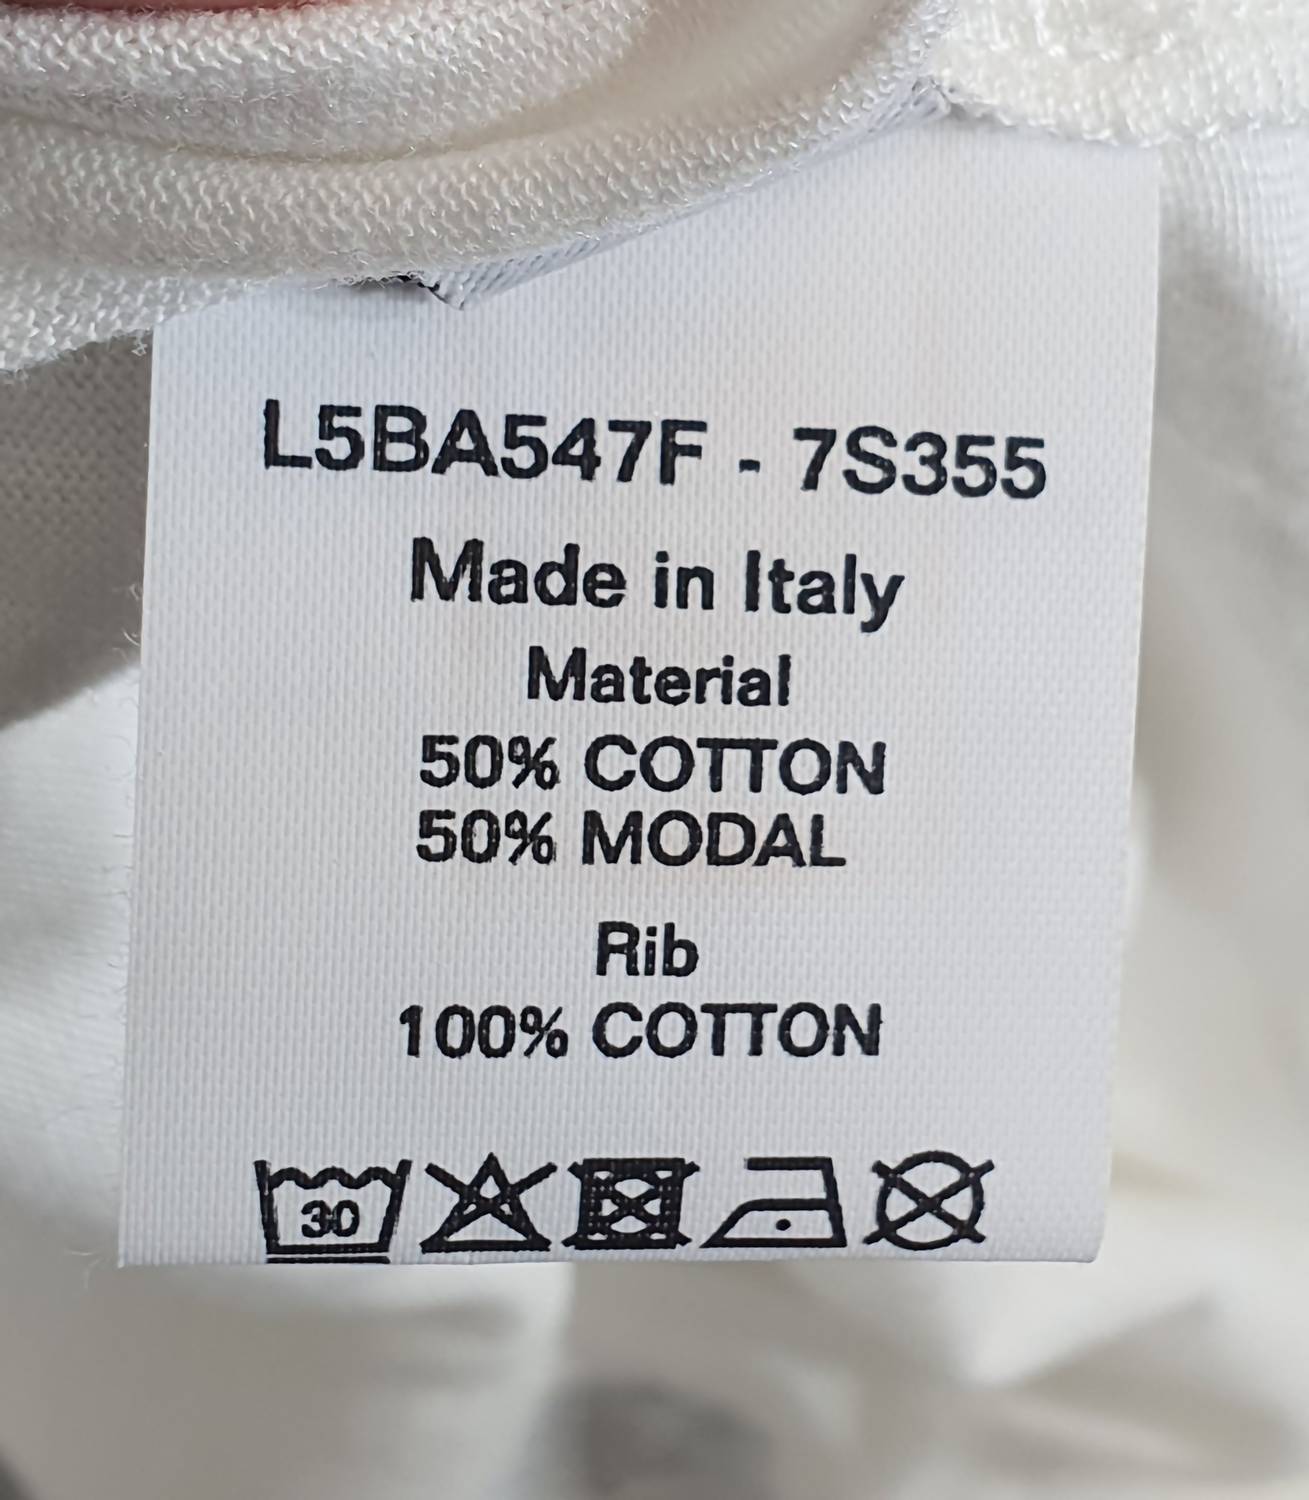 L5BA547F - 7S355
Made in Italy
Material
50% COTTON
50% MODAL
Rib
100% COTTON
30